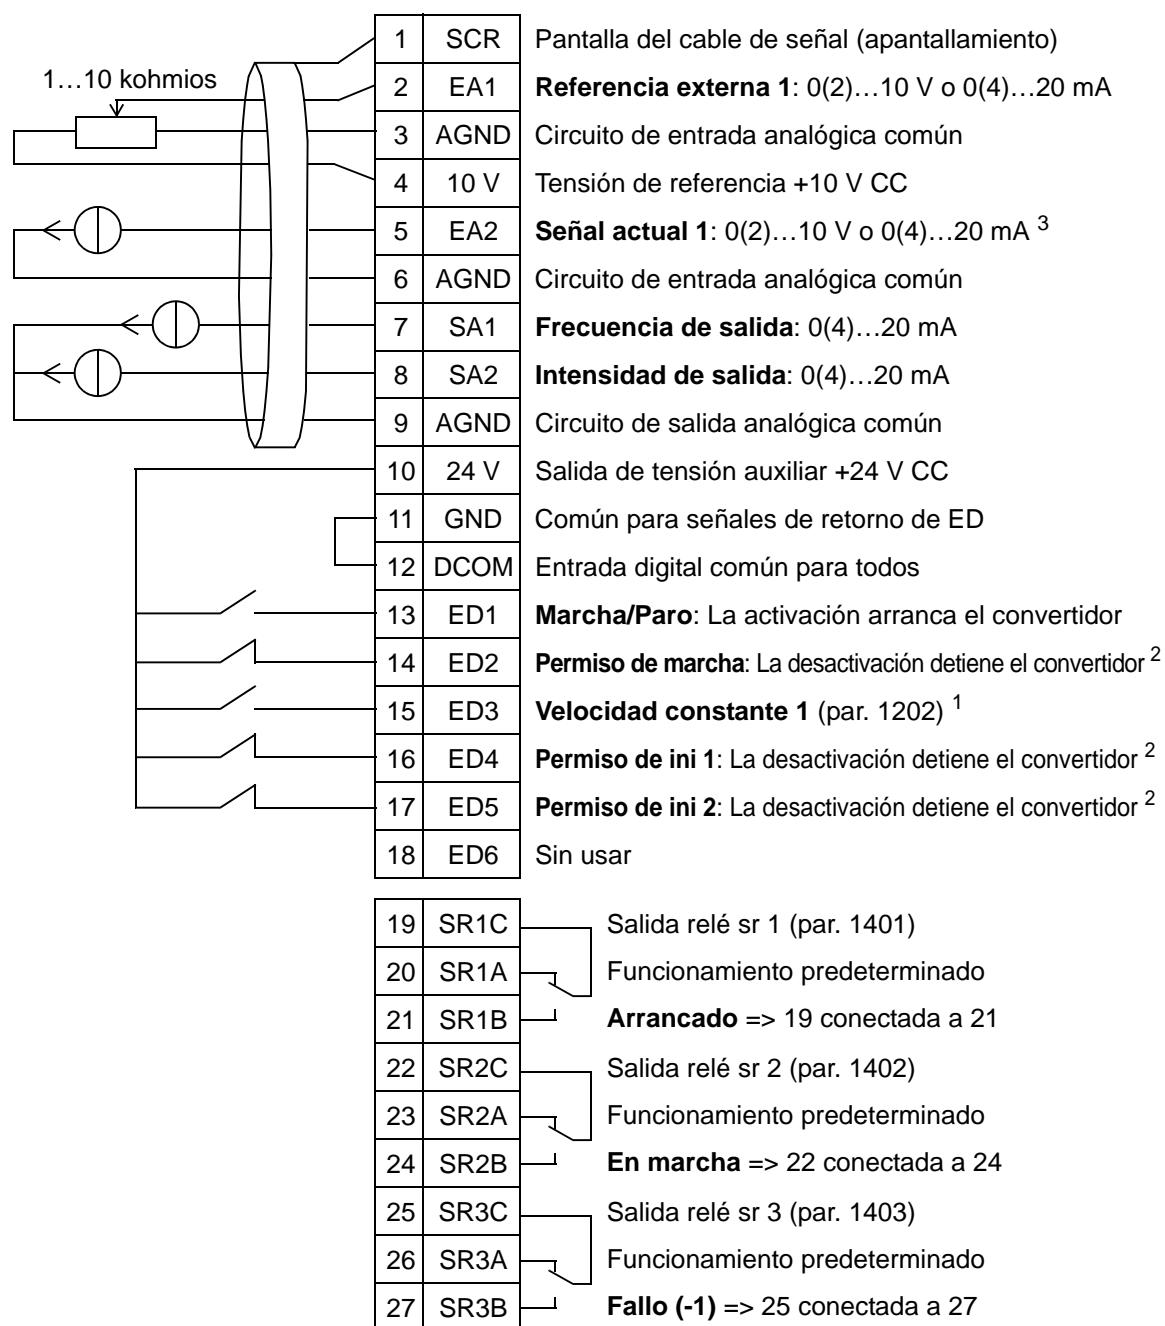 1…10 kohmios
1 SCR Pantalla del cable de señal (apantallamiento)
2 EA1 Referencia externa 1: 0(2)…10 V o 0(4)…20 mA
3 AGND Circuito de entrada analógica común
4 10 V Tensión de referencia +10 V CC
5 EA2 Señal actual 1: 0(2)…10 V o 0(4)…20 mA 3
6 AGND Circuito de entrada analógica común
7 SA1 Frecuencia de salida: 0(4)…20 mA
8 SA2 Intensidad de salida: 0(4)…20 mA
9 AGND Circuito de salida analógica común
10 24 V Salida de tensión auxiliar +24 V CC
11 GND Común para señales de retorno de ED
12 DCOM Entrada digital común para todos
13 ED1 Marcha/Paro: La activación arranca el convertidor
14 ED2 Permiso de marcha: La desactivación detiene el convertidor 2
15 ED3 Velocidad constante 1 (par. 1202) 1
16 ED4 Permiso de ini 1: La desactivación detiene el convertidor 2
17 ED5 Permiso de ini 2: La desactivación detiene el convertidor 2
18 ED6 Sin usar
19 SR1C Salida relé sr 1 (par. 1401)
20 SR1A Funcionamiento predeterminado
21 SR1B Arrancado => 19 conectada a 21
22 SR2C Salida relé sr 2 (par. 1402)
23 SR2A Funcionamiento predeterminado
24 SR2B En marcha => 22 conectada a 24
25 SR3C Salida relé sr 3 (par. 1403)
26 SR3A Funcionamiento predeterminado
27 SR3B Fallo (-1) => 25 conectada a 27